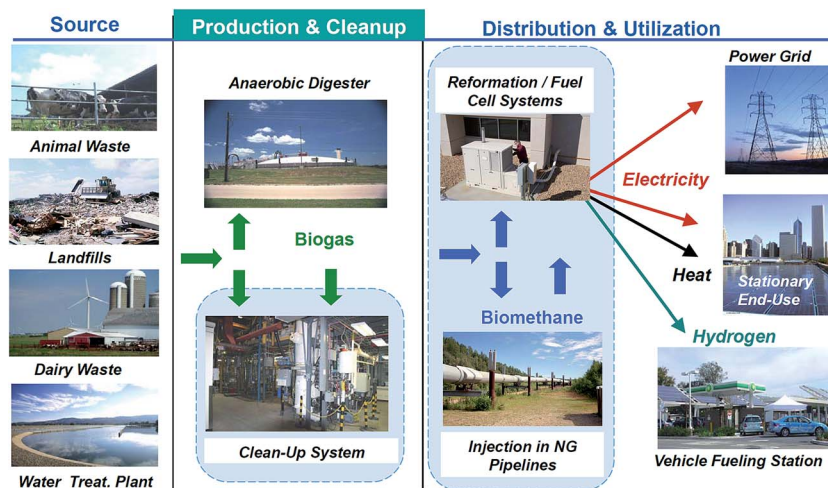 Source
Production & Cleanup
Distribution & Utilization
Animal Waste
Landfills
Dairy Waste
Water Treat. Plant
Anaerobic Digester
Biogas
Clean-Up System
Reformation / Fuel
Cell Systems
Biomethane
Injection in NG
Pipelines
Power Grid
Electricity
Heat
Stationary
End-Use
Hydrogen
Vehicle Fueling Station